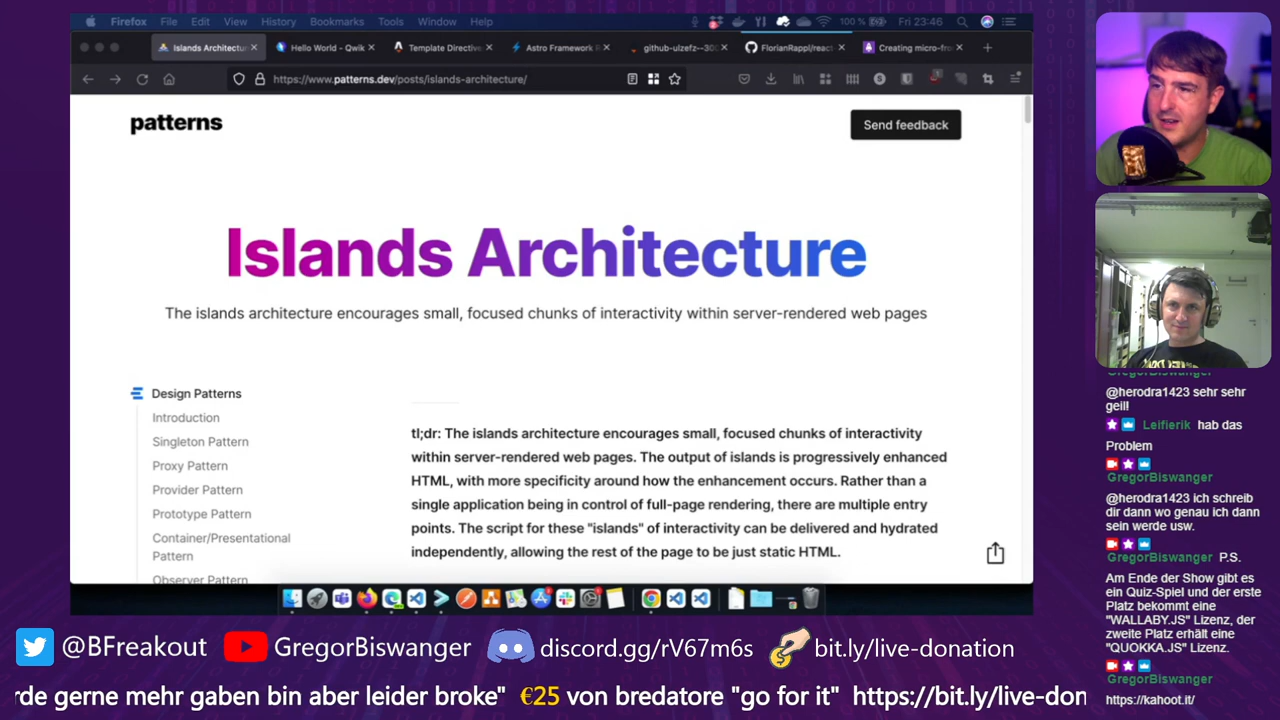 Firefox File Edit View History Bookmarks Tools Window Help 100 % Fri 23:46
Islands Architectur Hello World - Qwik Template Directive Astro Framework github-ulzefz--300 FlorianRappl/react- Creating micro-fro
https://www.patterns.dev/posts/islands-architecture/
patterns
Send feedback
Islands Architecture
The islands architecture encourages small, focused chunks of interactivity within server-rendered web pages
Design Patterns
Introduction
Singleton Pattern
Proxy Pattern
Provider Pattern
Prototype Pattern
Container/Presentational
Pattern
Observer Pattern
tl;dr: The islands architecture encourages small, focused chunks of interactivity
within server-rendered web pages. The output of islands is progressively enhanced
HTML, with more specificity around how the enhancement occurs. Rather than a
single application being in control of full-page rendering, there are multiple entry
points. The script for these "islands" of interactivity can be delivered and hydrated
independently, allowing the rest of the page to be just static HTML.
GregorBiswanger
@herodra1423 sehr sehr
geil!
Leifierik hab das
Problem
GregorBiswanger
@herodra1423 ich schreib
dir dann wo genau ich dann
sein werde usw.
GregorBiswanger P.S.
Am Ende der Show gibt es
ein Quiz-Spiel und der erste
Platz bekommt eine
"WALLABY.JS" Lizenz, der
zweite Platz erhält eine
"QUOKKA.JS" Lizenz.
GregorBiswanger
https://kahoot.it/
@BFreakout GregorBiswanger discord.gg/rV67m6s bit.ly/live-donation
rde gerne mehr gaben bin aber leider broke" €25 von bredatore "go for it" https://bit.ly/live-don